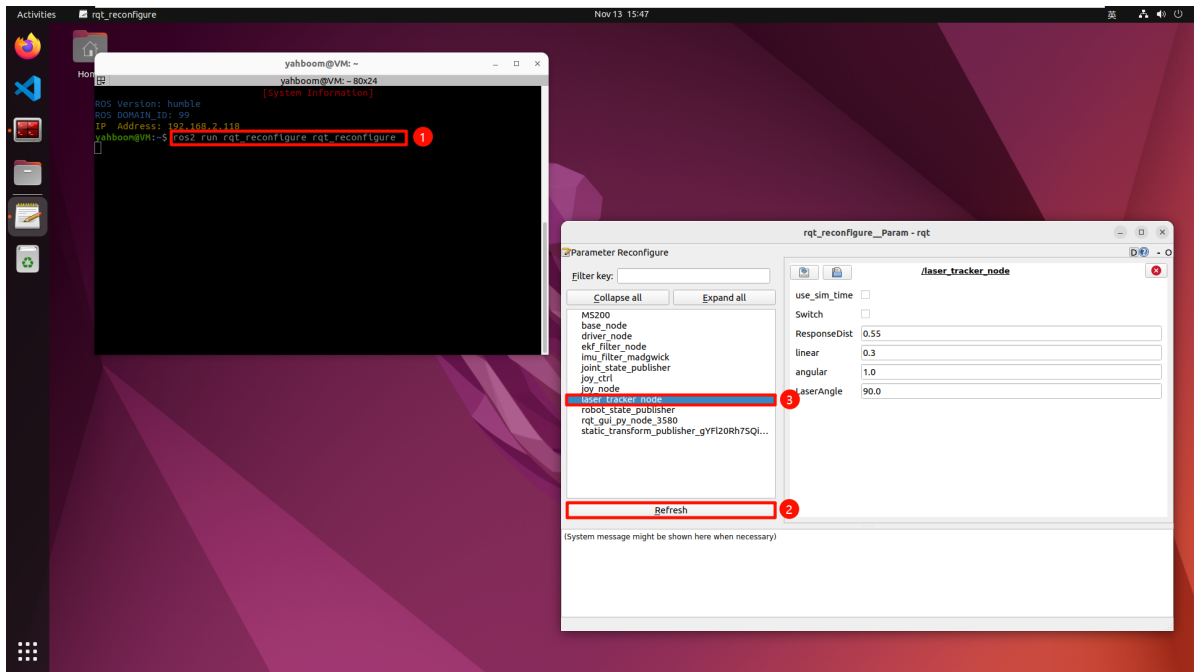 Activities
rqt_reconfigure
Nov 13 15:47
英
Hon
yahboom@VM: ~
yahboom@VM: ~ 80x24
[System Information]
ROS Version: humble
ROS DOMAIN_ID: 99
IP Address: 192.168.2.118
yahboom@VM:~$ ros2 run rqt_reconfigure rqt_reconfigure
1
rqt_reconfigure__Param - rqt
Parameter Reconfigure
D
- O
Filter key:
Collapse all
Expand all
MS200
base_node
driver_node
ekf_filter_node
imu_filter_madgwick
joint_state_publisher
joy_ctrl
joy_node
laser_tracker_node
3
robot_state_publisher
rqt_gui_py_node_3580
static_transform_publisher_gYFl20Rh7SQi...
Refresh
2
/laser_tracker_node
use_sim_time
Switch
ResponseDist 0.55
linear 0.3
angular 1.0
LaserAngle 90.0
(System message might be shown here when necessary)